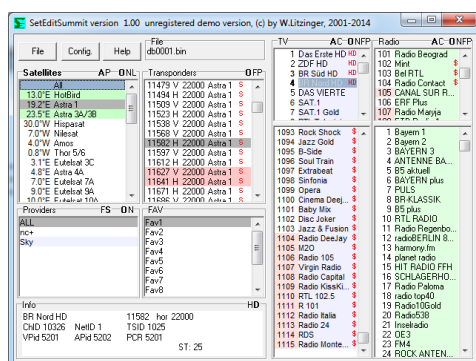 SetEditSummit version 1.00 unregistered demo version, (c) by W.Litzinger, 2001-2014
File
Config.
Help
File
db0001.bin
Satellites AP-ONL
All
13.0°E HotBird
19.2°E Astra 1
23.5°E Astra 3A/3B
30.0°W Hispasat
7.0°W Nilesat
4.0°W Amos
0.8°W Thor 5/6
3.1°E Eutelsat 3C
4.8°E Astra 4A
7.0°E Eutelsat 7A
9.0°E Eutelsat 9A
10.0°E Eutelsat 10A
Transponders OFP
11479 V 22000 Astra 1 S
11494 H 22000 Astra 1 S
11509 V 22000 Astra 1 S
11523 H 22000 Astra 1 S
11538 V 22000 Astra 1 S
11568 V 22000 Astra 1 S
11582 H 22000 Astra 1 S
11597 V 22000 Astra 1 S
11612 H 22000 Astra 1 S
11627 V 22000 Astra 1 S
11641 H 22000 Astra 1 S
11671 H 22000 Astra 1 S
11686 V 22000 Astra 1 S
Providers FS ON
ALL
nc+
Sky
FAV
Fav1
Fav2
Fav3
Fav4
Fav5
Fav6
Fav7
Fav8
Info HD
BR Nord HD 11582 hor 22000
ChID 10326 NetID 1 TSID 1025
VPid 5201 APid 5202 PCR 5201
ST: 25
TV AC-ONFP
1 Das Erste HD HD
2 ZDF HD HD
3 BR Süd HD HD
4 HD
5 DAS VIERTE
6 SAT.1
7 SAT.1 Gold
1093 Rock Shock $
1094 Jazz Gold $
1095 B-Side $
1096 Soul Train $
1097 Extrabeat $
1098 Sinfonia $
1099 Opera $
1100 Cinema Deej. $
1101 Baby Mix $
1102 Disc Joker $
1103 Jazz & Fusion $
1104 Radio DeeJay $
1105 M2O $
1106 Radio 105 $
1107 Virgin Radio $
1108 Radio Capital $
1109 Radio KissKi... $
1110 RTL 102.5 $
1111 R 101 $
1112 Radio Italia $
1113 Radio 24 $
1114 RDS $
1115 Radio Monte... $
Radio AC-ONFP
101 Radio Beograd
102 Mint $
103 Bel RTL $
104 Radio Contact $
105 CANAL SUR R...
106 ERF Plus
107 Radio Maryja
1 Bayern 1
2 Bayern 2
3 BAYERN 3
4 ANTENNE BA...
5 B5 aktuell
6 BAYERN plus
7 PULS
8 BR-KLASSIK
9 B5 plus
10 RTL RADIO
11 Radio Regenbo...
12 radioBERLIN 8...
13 harmony.fm
14 planet radio
15 HIT RADIO FFH
16 SCHLAGERHO...
17 Radio Paloma
18 radio top40
19 Radio10Gold
20 Radio538
21 Inselradio
22 OE3
23 FM4
24 ROCK ANTEN...